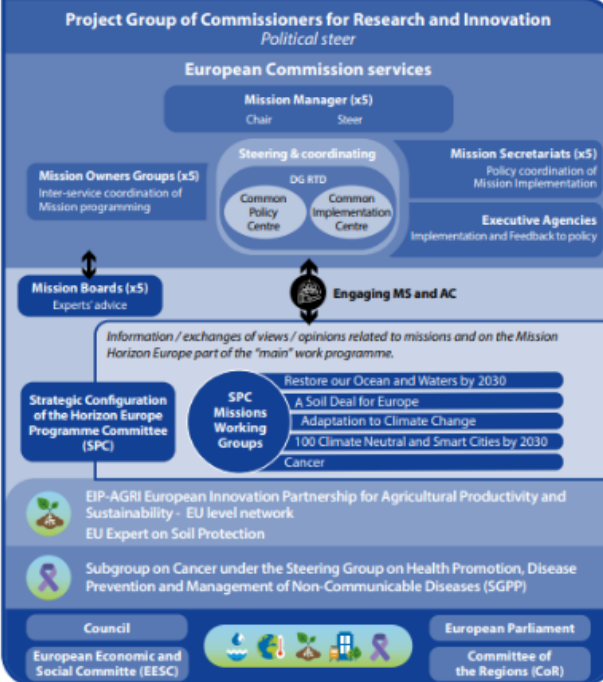 Project Group of Commissioners for Research and Innovation
Political steer
European Commission services
Mission Manager (x5)
Chair
Steer
Steering & coordinating
DG RTD
Common
Policy
Centre
Common
Implementation
Centre
Mission Owners Groups (x5)
Inter-service coordination of
Mission programming
Mission Secretariats (x5)
Policy coordination of
Mission Implementation
Executive Agencies
Implementation and Feedback to policy
Mission Boards (x5)
Experts' advice
Engaging MS and AC
Information / exchanges of views / opinions related to missions and on the Mission
Horizon Europe part of the "main" work programme.
Strategic Configuration
of the Horizon Europe
Programme Committee
(SPC)
SPC
Missions
Working
Groups
Restore our Ocean and Waters by 2030
A Soil Deal for Europe
Adaptation to Climate Change
100 Climate Neutral and Smart Cities by 2030
Cancer
EIP-AGRI European Innovation Partnership for Agricultural Productivity and
Sustainability - EU level network
EU Expert on Soil Protection
Subgroup on Cancer under the Steering Group on Health Promotion, Disease
Prevention and Management of Non-Communicable Diseases (SGPP)
Council
European Economic and
Social Committe (EESC)
European Parliament
Committee of
the Regions (CoR)